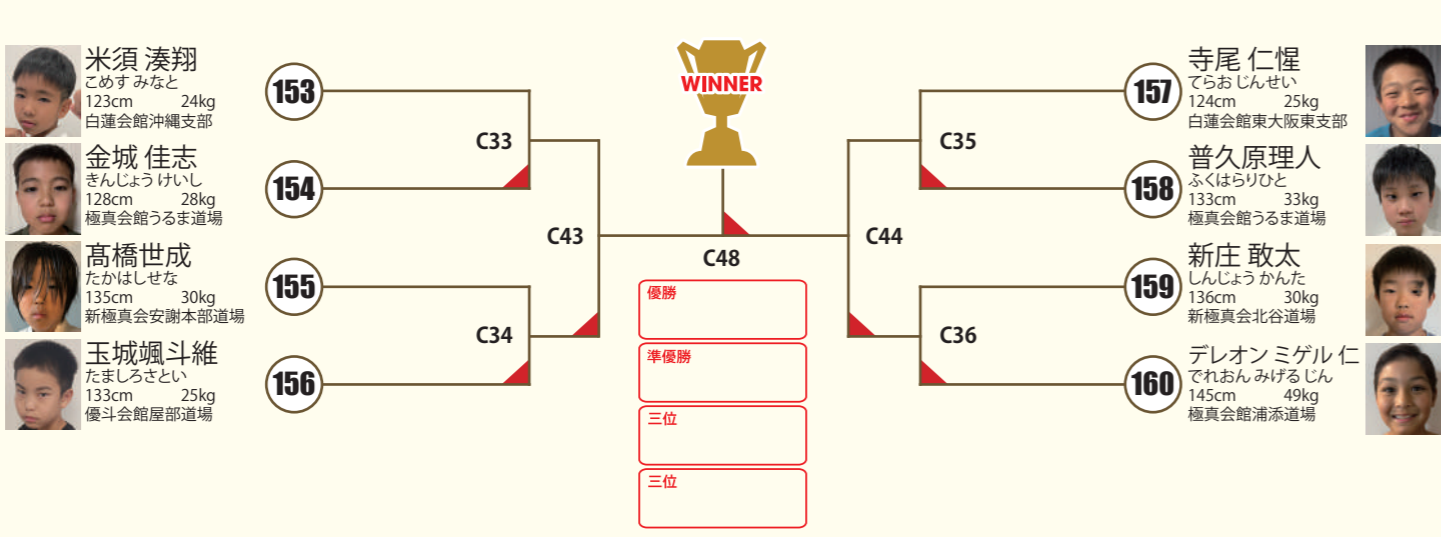 米須 湊翔
こめす みなと
123cm 24kg
白蓮会館沖縄支部
153
金城 佳志
きんじょう けいし
128cm 28kg
極真会館うるま道場
154
髙橋世成
たかはしせな
135cm 30kg
新極真会安謝本部道場
155
玉城颯斗維
たましろさとい
133cm 25kg
優斗会館屋部道場
156
C33
C34
C43
WINNER
C48
優勝
準優勝
三位
三位
C44
C35
C36
157
寺尾 仁惺
てらお じんせい
124cm 25kg
白蓮会館東大阪東支部
158
普久原理人
ふくはらりひと
133cm 33kg
極真会館うるま道場
159
新庄 敢太
しんじょう かんた
136cm 30kg
新極真会北谷道場
160
デレオン ミゲル 仁
でれおん みげる じん
145cm 49kg
極真会館浦添道場